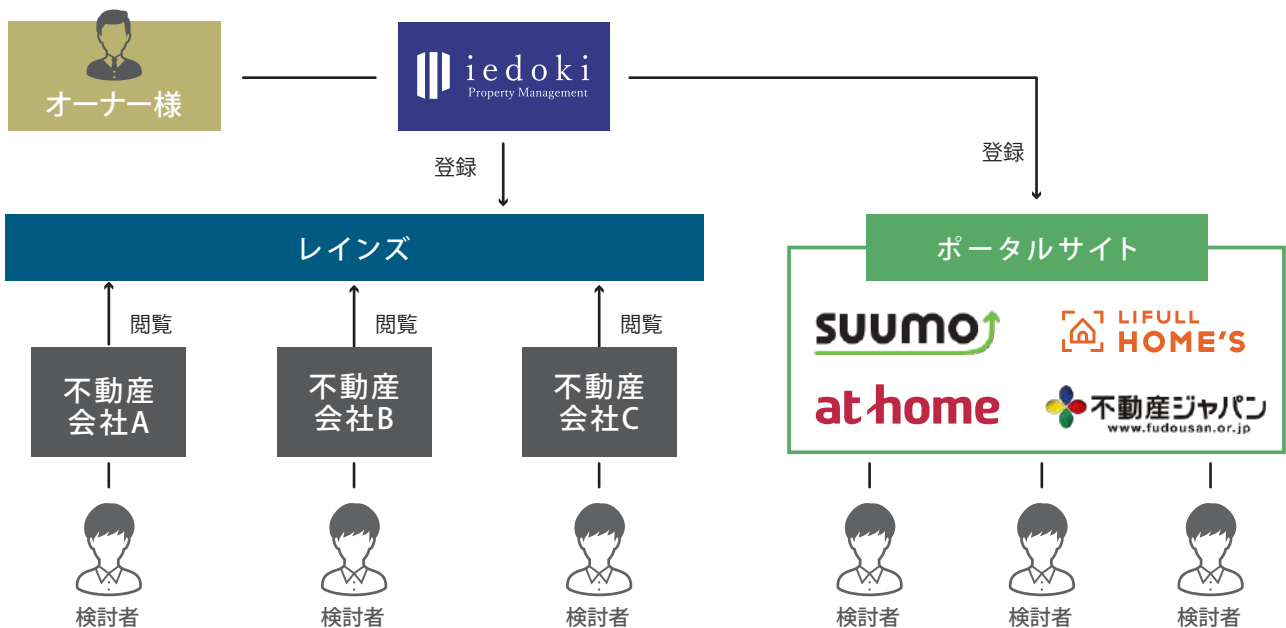 オーナー様
iedoki
Property Management
登録
登録
レインズ
ポータルサイト
閲覧
閲覧
閲覧
不動産
会社A
不動産
会社B
不動産
会社C
suumo
LIFULL
HOME'S
at home
不動産ジャパン
www.fudousan.or.jp
検討者
検討者
検討者
検討者
検討者
検討者